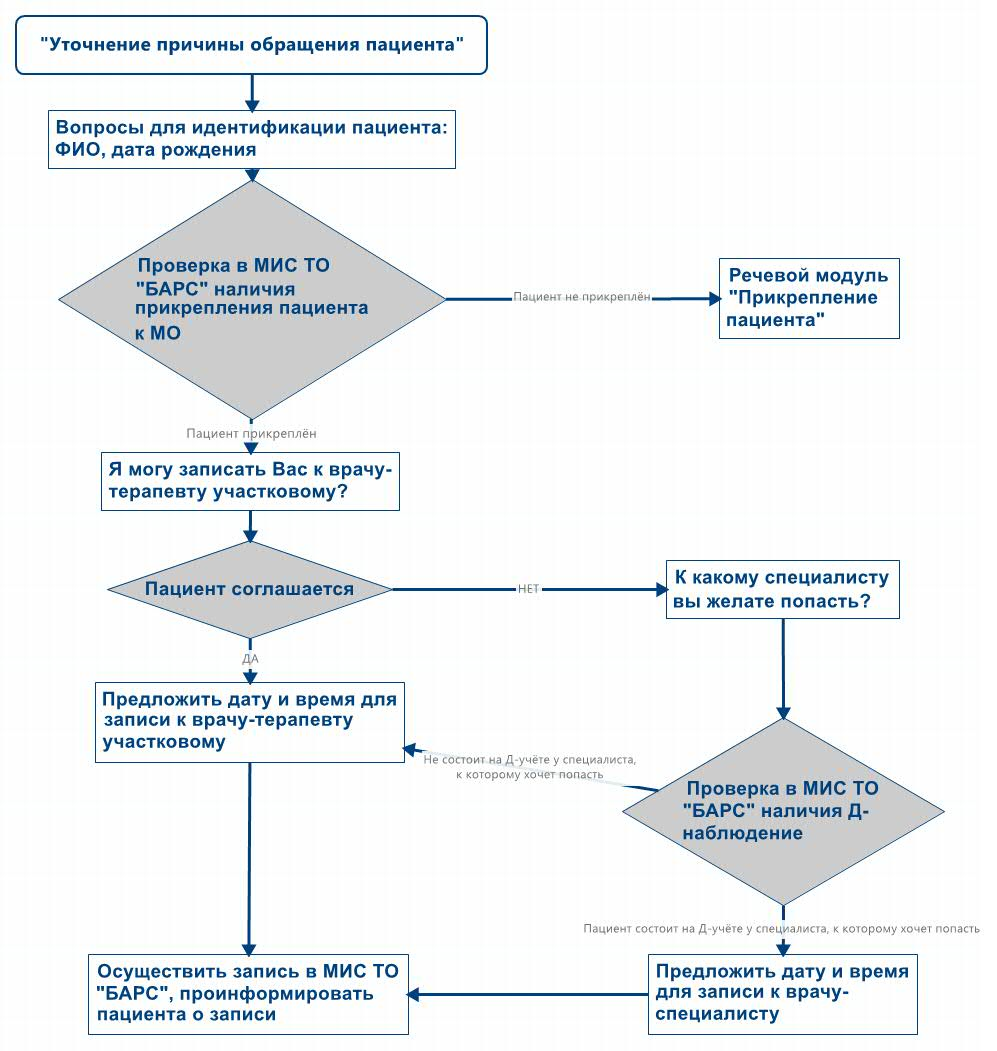 "Уточнение причины обращения пациента"
Вопросы для идентификации пациента:
ФИО, дата рождения
Проверка в МИС ТО
"БАРС" наличия
прикрепления пациента
к МО
Пациент не прикреплён
Речевой модуль
"Прикрепление
пациента"
Пациент прикреплён
Я могу записать Вас к врачу-
терапевту участковому?
Пациент соглашается
НЕТ
К какому специалисту
вы желате попасть?
ДА
Предложить дату и время для
записи к врачу-терапевту
участковому
Не состоит на Д-учёте у специалиста,
к которому хочет попасть
Проверка в МИС ТО
"БАРС" наличия Д-
наблюдение
Пациент состоит на Д-учёте у специалиста, к которому хочет попасть
Осуществить запись в МИС ТО
"БАРС", проинформировать
пациента о записи
Предложить дату и время
для записи к врачу-
специалисту